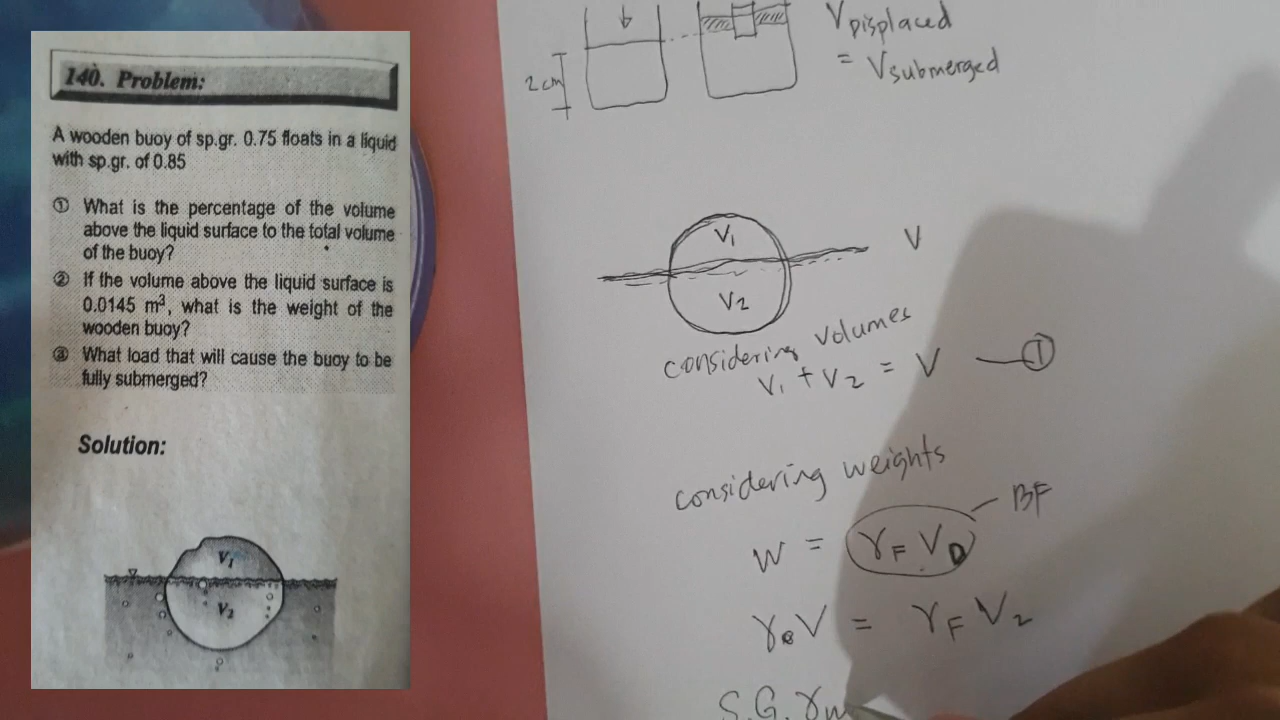 140. Problem:
A wooden buoy of sp.gr. 0.75 floats in a liquid
with sp.gr. of 0.85
① What is the percentage of the volume
above the liquid surface to the total volume
of the buoy?
② If the volume above the liquid surface is
0.0145 m³, what is the weight of the
wooden buoy?
③ What load that will cause the buoy to be
fully submerged?
Solution:
V₁
V₂
2 cm
V Displaced
= V submerged
V₁
V
V₂
considering volumes
V₁ + V₂ = V — ①
considering weights
W = γF VD — BF
γB V = γF V₂
S.G. γw